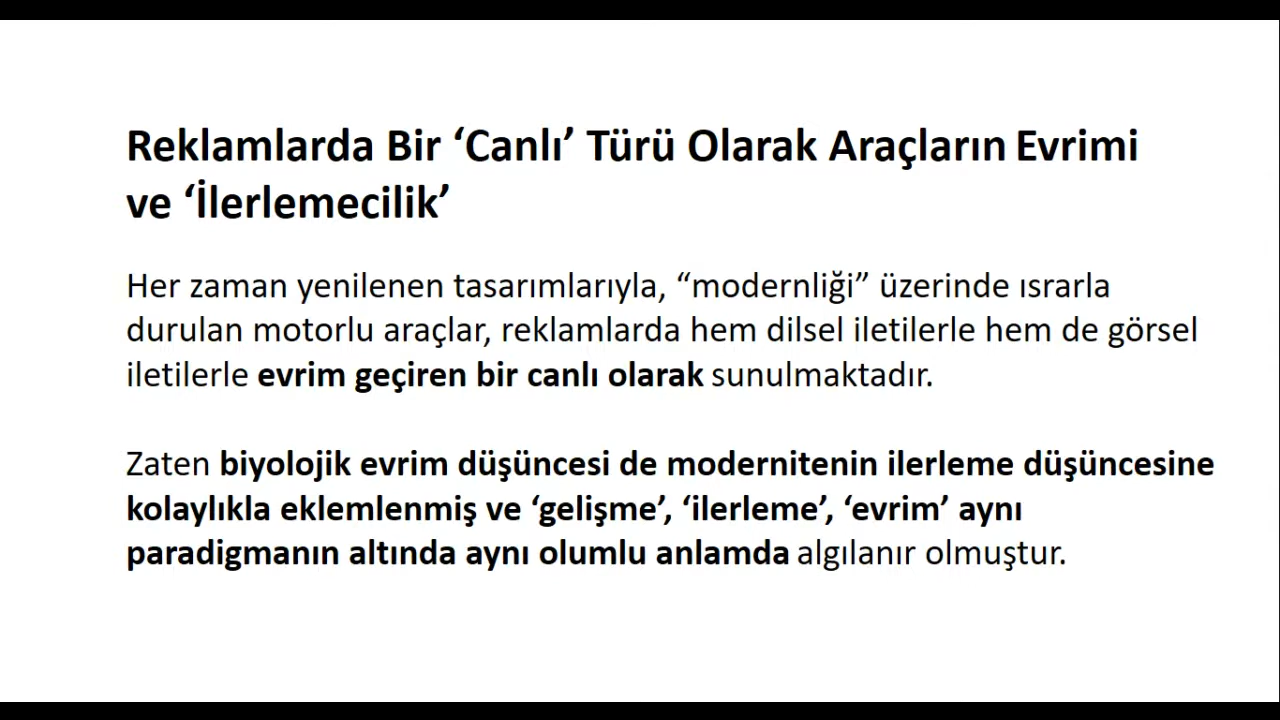 Reklamlarda Bir ‘Canlı’ Türü Olarak Araçların Evrimi
ve ‘İlerlemecilik’
Her zaman yenilenen tasarımlarıyla, “modernliği” üzerinde ısrarla
durulan motorlu araçlar, reklamlarda hem dilsel iletilerle hem de görsel
iletilerle evrim geçiren bir canlı olarak sunulmaktadır.
Zaten biyolojik evrim düşüncesi de modernitenin ilerleme düşüncesine
kolaylıkla eklemlenmiş ve ‘gelişme’, ‘ilerleme’, ‘evrim’ aynı
paradigmanın altında aynı olumlu anlamda algılanır olmuştur.